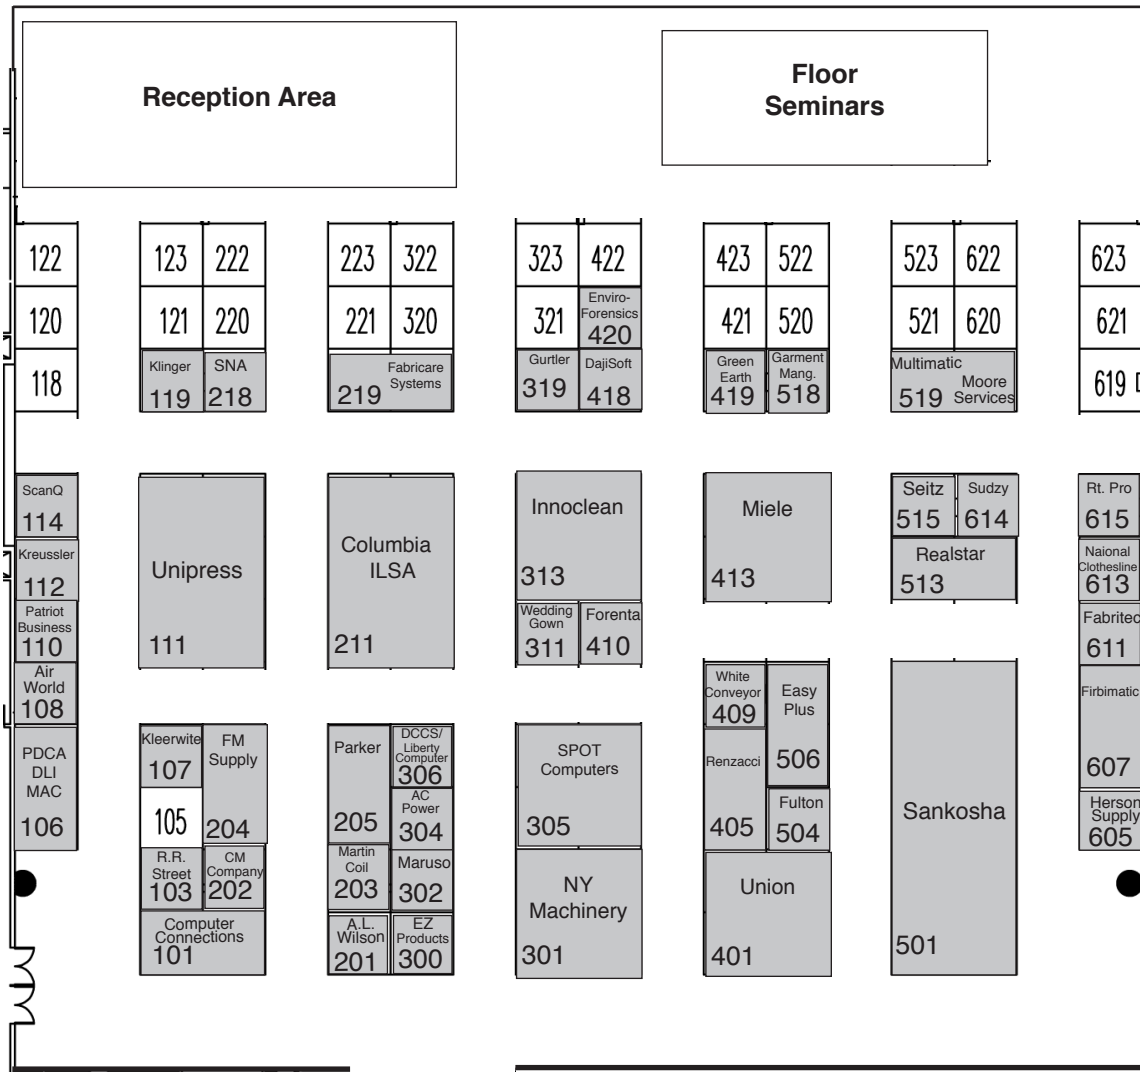 Reception Area
Floor
Seminars
122
123
222
223
322
323
422
423
522
523
622
623
120
121
220
221
320
321
Enviro-
Forensics
420
421
520
521
620
621
118
Klinger
119
SNA
218
Fabricare
Systems
219
Gurtler
319
DajiSoft
418
Green
Earth
419
Garment
Mang.
518
Multimatic
Moore
Services
519
619
ScanQ
114
Kreussler
112
Patriot
Business
110
Air
World
108
PDCA
DLI
MAC
106
Unipress
111
Columbia
ILSA
211
Innoclean
313
Wedding
Gown
311
Forenta
410
Miele
413
Seitz
515
Sudzy
614
Realstar
513
Rt. Pro
615
Naional
Clothesline
613
Fabritec
611
Firbimatic
607
Herson
Supply
605
Kleerwite
107
FM
Supply
204
105
R.R.
Street
103
CM
Company
202
Computer
Connections
101
Parker
205
DCCS/
Liberty
Computer
306
AC
Power
304
Martin
Coil
203
Maruso
302
A.L.
Wilson
201
EZ
Products
300
SPOT
Computers
305
NY
Machinery
301
White
Conveyor
409
Easy
Plus
506
Renzacci
405
Fulton
504
Union
401
Sankosha
501